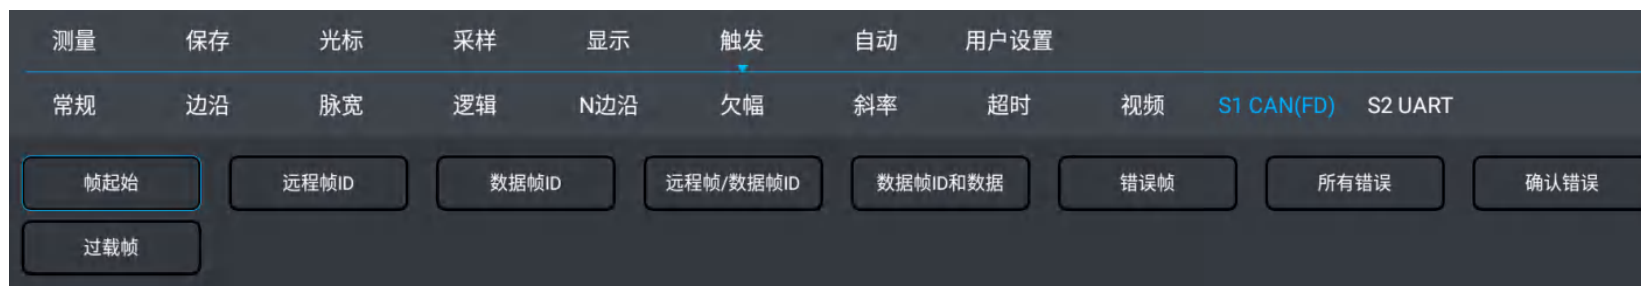 测量 保存 光标 采样 显示 触发 自动 用户设置
常规 边沿 脉宽 逻辑 N边沿 欠幅 斜率 超时 视频 S1 CAN(FD) S2 UART
帧起始 远程帧ID 数据帧ID 远程帧/数据帧ID 数据帧ID和数据 错误帧 所有错误 确认错误
过载帧